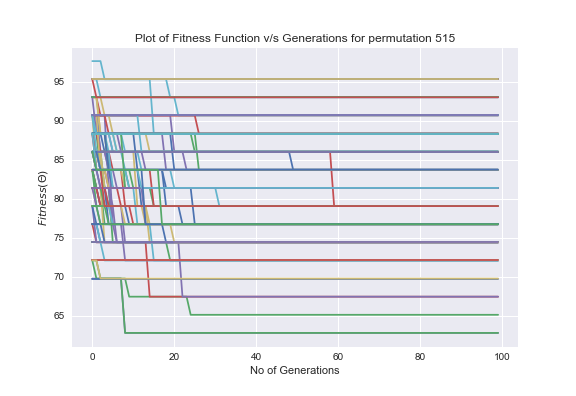 Plot of Fitness Function v/s Generations for permutation 515
Fitness(Θ)
95
90
85
80
75
70
65
0 20 40 60 80 100
No of Generations